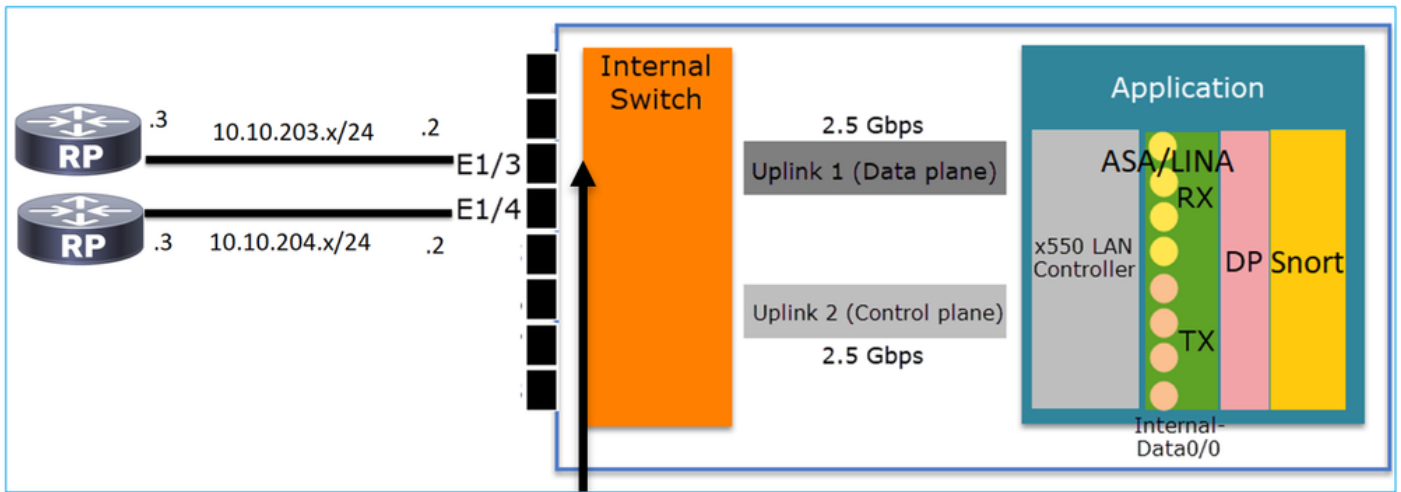 RP
.3
10.10.203.x/24
.2
E1/3
RP
.3
10.10.204.x/24
.2
E1/4
Internal
Switch
2.5 Gbps
Uplink 1 (Data plane)
Uplink 2 (Control plane)
2.5 Gbps
Application
x550 LAN
Controller
ASA/LINA
RX
TX
DP
Snort
Internal-
Data0/0